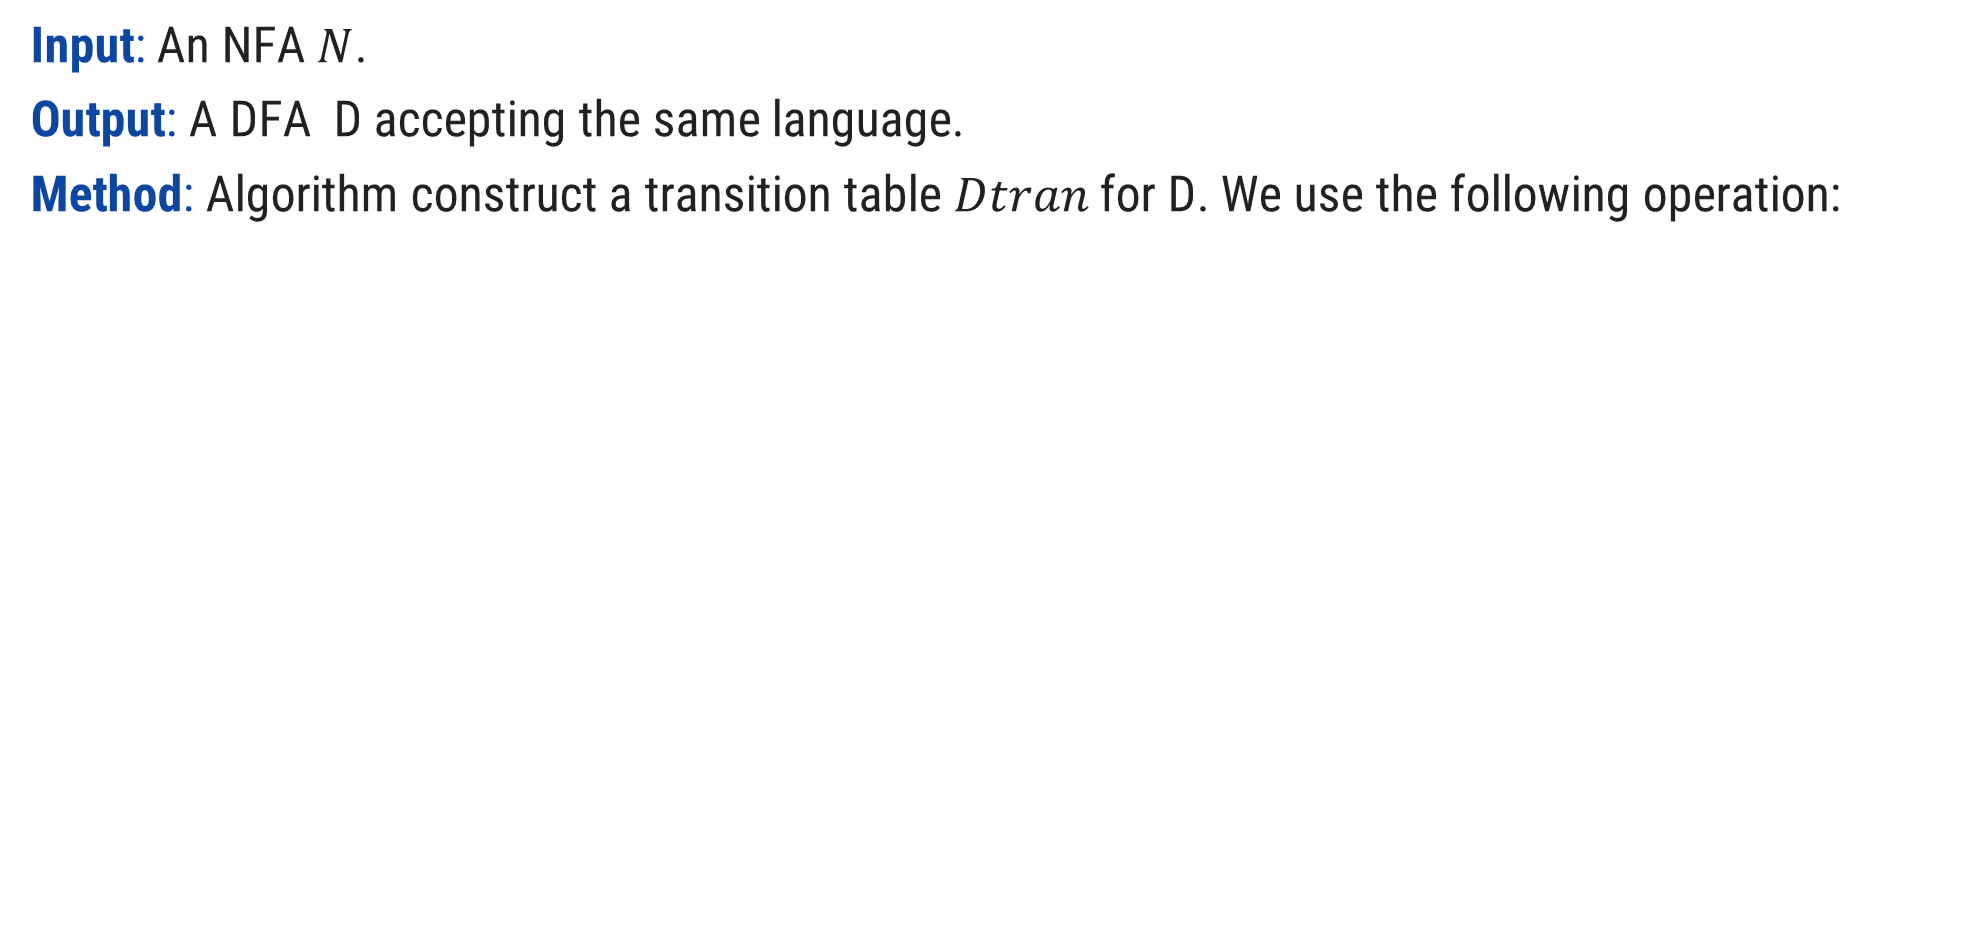 Input: An NFA N.
Output: A DFA  D accepting the same language.
Method: Algorithm construct a transition table Dtran for D. We use the following operation: